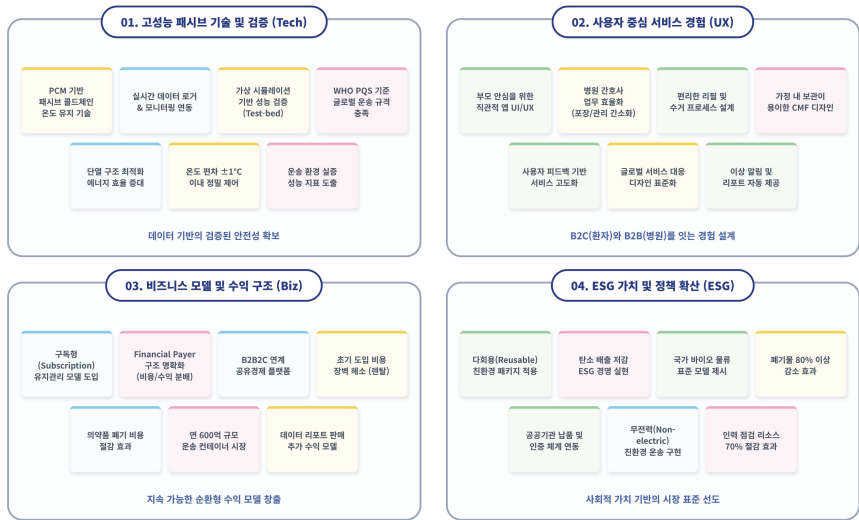 01. 고성능 패시브 기술 및 검증 (Tech)
PCM 기반
패시브 콜드체인
온도 유지 기술
실시간 데이터 로거
& 모니터링 연동
가상 시뮬레이션
기반 성능 검증
(Test-bed)
WHO PQS 기준
글로벌 운송 규격
충족
단열 구조 최적화
에너지 효율 증대
온도 편차 ±1°C
이내 정밀 제어
운송 환경 실증
성능 지표 도출
데이터 기반의 검증된 안전성 확보
02. 사용자 중심 서비스 경험 (UX)
부모 안심을 위한
직관적 앱 UI/UX
병원 간호사
업무 효율화
(포장/관리 간소화)
편리한 리필 및
수거 프로세스 설계
가정 내 보관이
용이한 CMF 디자인
사용자 피드백 기반
서비스 고도화
글로벌 서비스 대응
디자인 표준화
이상 알림 및
리포트 자동 제공
B2C(환자)와 B2B(병원)를 잇는 경험 설계
03. 비즈니스 모델 및 수익 구조 (Biz)
구독형
(Subscription)
유지관리 모델 도입
Financial Payer
구조 명확화
(비용/수익 분배)
B2B2C 연계
공유경제 플랫폼
초기 도입 비용
장벽 해소 (렌탈)
의약품 폐기 비용
절감 효과
연 600억 규모
운송 컨테이너 시장
데이터 리포트 판매
추가 수익 모델
지속 가능한 순환형 수익 모델 창출
04. ESG 가치 및 정책 확산 (ESG)
다회용(Reusable)
친환경 패키지 적용
탄소 배출 저감
ESG 경영 실현
국가 바이오 물류
표준 모델 제시
폐기물 80% 이상
감소 효과
공공기관 납품 및
인증 체계 연동
무전력(Non-
electric)
친환경 운송 구현
인력 점검 리소스
70% 절감 효과
사회적 가치 기반의 시장 표준 선도